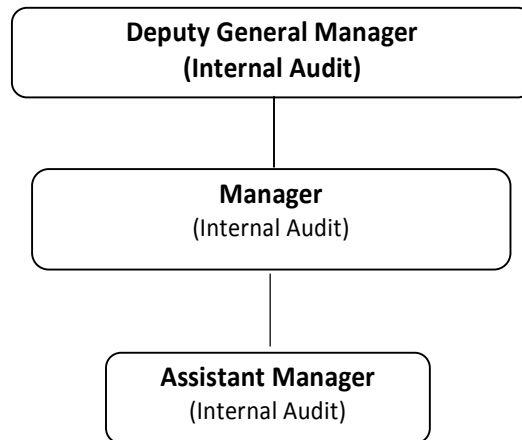 Deputy General Manager
(Internal Audit)
Manager
(Internal Audit)
Assistant Manager
(Internal Audit)